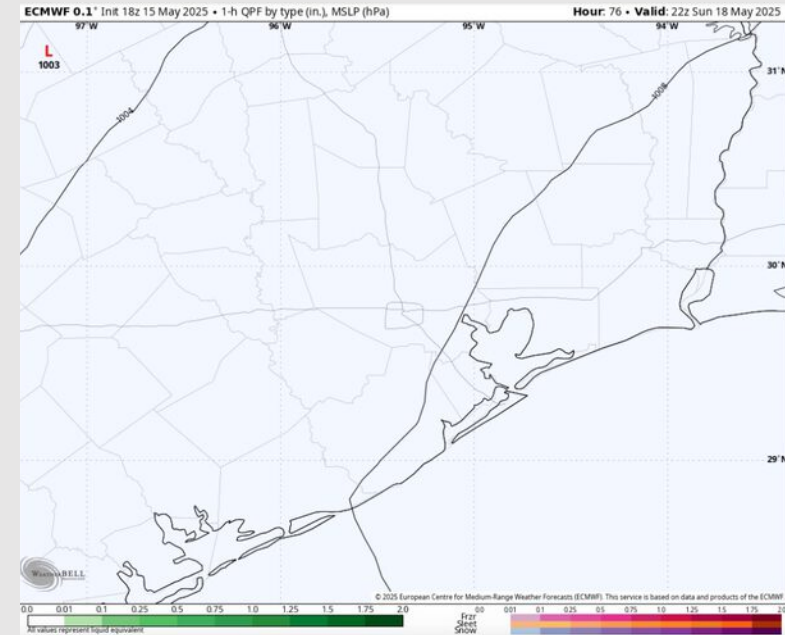 ECMWF 0.1° Init 18z 15 May 2025 • 1-h QPF by type (in.), MSLP (hPa) Hour: 76 • Valid: 22z Sun 18 May 2025
97°W 96°W 95°W 94°W
L
1003
31°N
1004
1008
30°N
29°N
WeatherBELL
© 2025 European Centre for Medium-Range Weather Forecasts (ECMWF). This service is based on data and products of the ECMWF
0.0 0.01 0.1 0.25 0.5 0.75 1.0 1.25 1.5 1.75 2.0 0.0 0.01 0.1 0.25 0.5 0.75 1.0 1.25 1.5 1.75 2.0
Frzr
Sleet
Snow
All values represent liquid equivalent